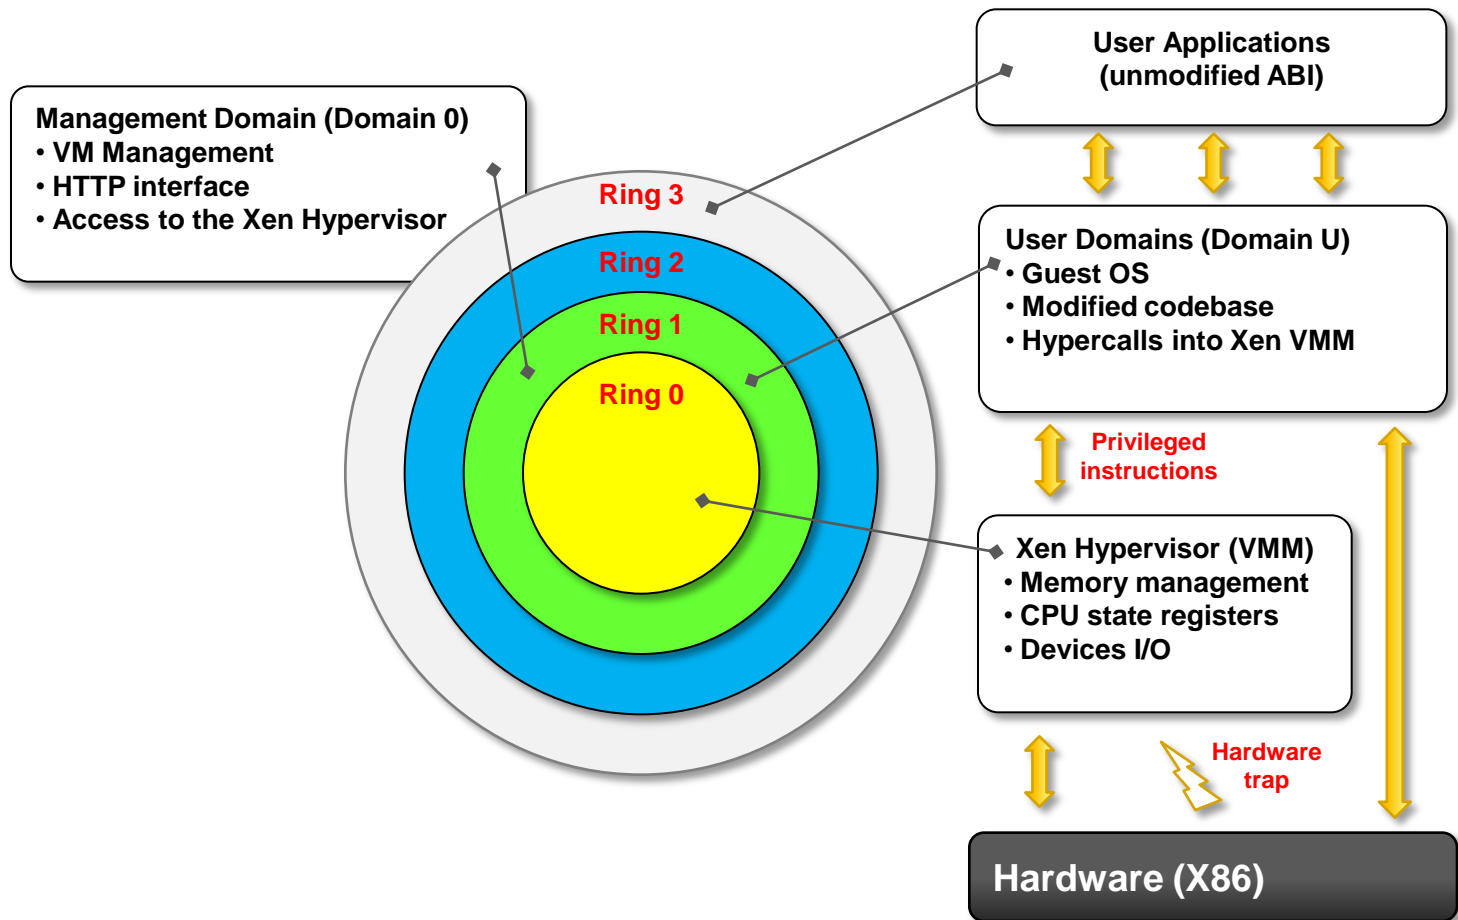 User Applications
(unmodified ABI)
Management Domain (Domain 0)
• VM Management
• HTTP interface
• Access to the Xen Hypervisor
Ring 3
Ring 2
Ring 1
Ring 0
User Domains (Domain U)
• Guest OS
• Modified codebase
• Hypercalls into Xen VMM
Privileged
instructions
Xen Hypervisor (VMM)
• Memory management
• CPU state registers
• Devices I/O
Hardware
trap
Hardware (X86)